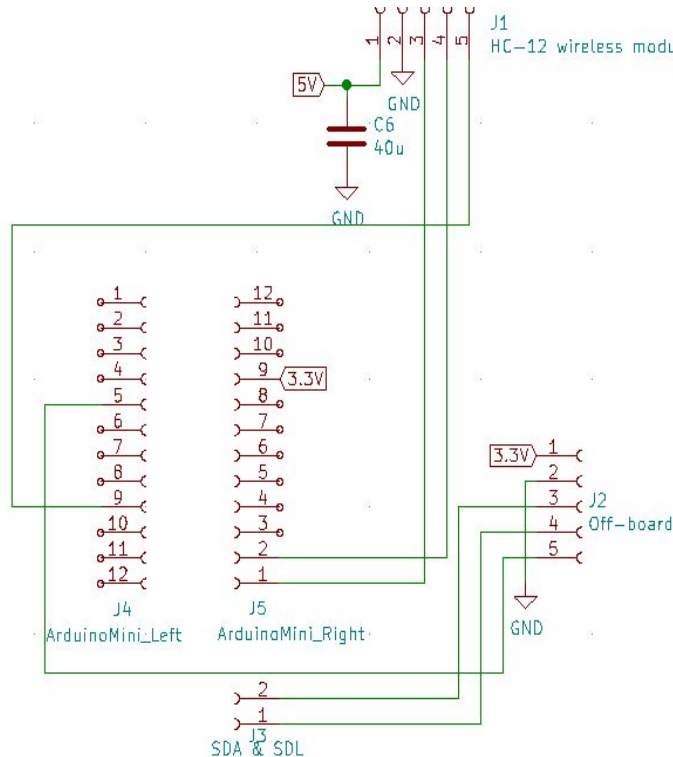 J1
HC-12 wireless modu
1
2
3
4
5
5V
GND
C6
40u
GND
1
2
3
4
5
6
7
8
9
10
11
12
J4
ArduinoMini_Left
12
11
10
9
3.3V
8
7
6
5
4
3
2
1
J5
ArduinoMini_Right
3.3V
1
2
3
4
5
J2
Off-board
GND
2
1
J3
SDA & SDL